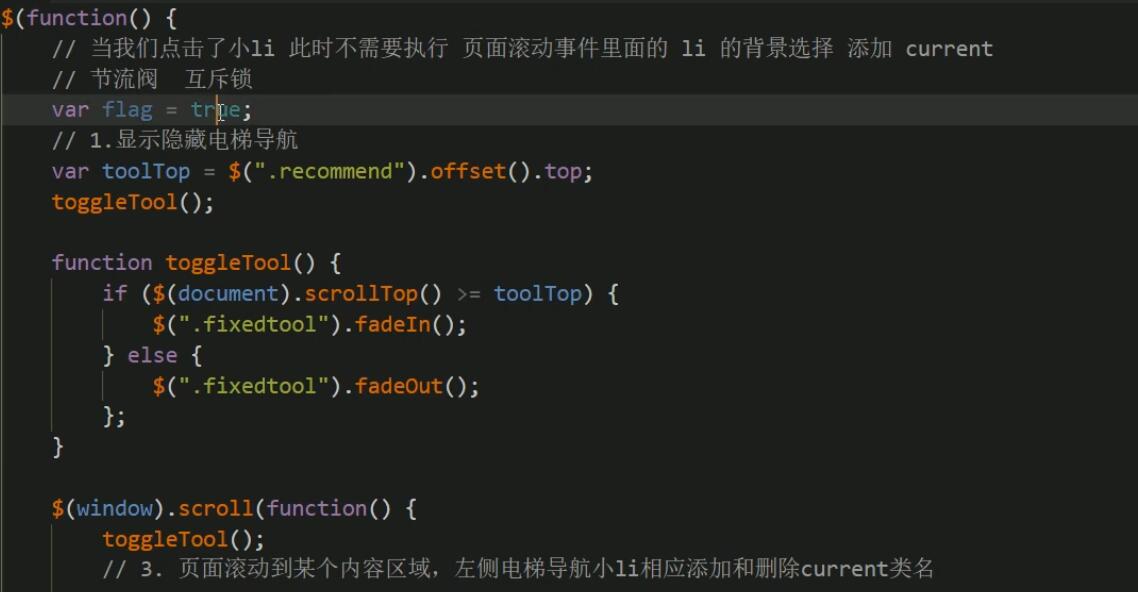 $(function() {
// 当我们点击了小li 此时不需要执行 页面滚动事件里面的 li 的背景选择 添加 current
// 节流阀 互斥锁
var flag = true;
// 1.显示隐藏电梯导航
var toolTop = $(".recommend").offset().top;
toggleTool();
function toggleTool() {
if ($(document).scrollTop() >= toolTop) {
$(".fixedtool").fadeIn();
} else {
$(".fixedtool").fadeOut();
};
}
$(window).scroll(function() {
toggleTool();
// 3. 页面滚动到某个内容区域，左侧电梯导航小li相应添加和删除current类名